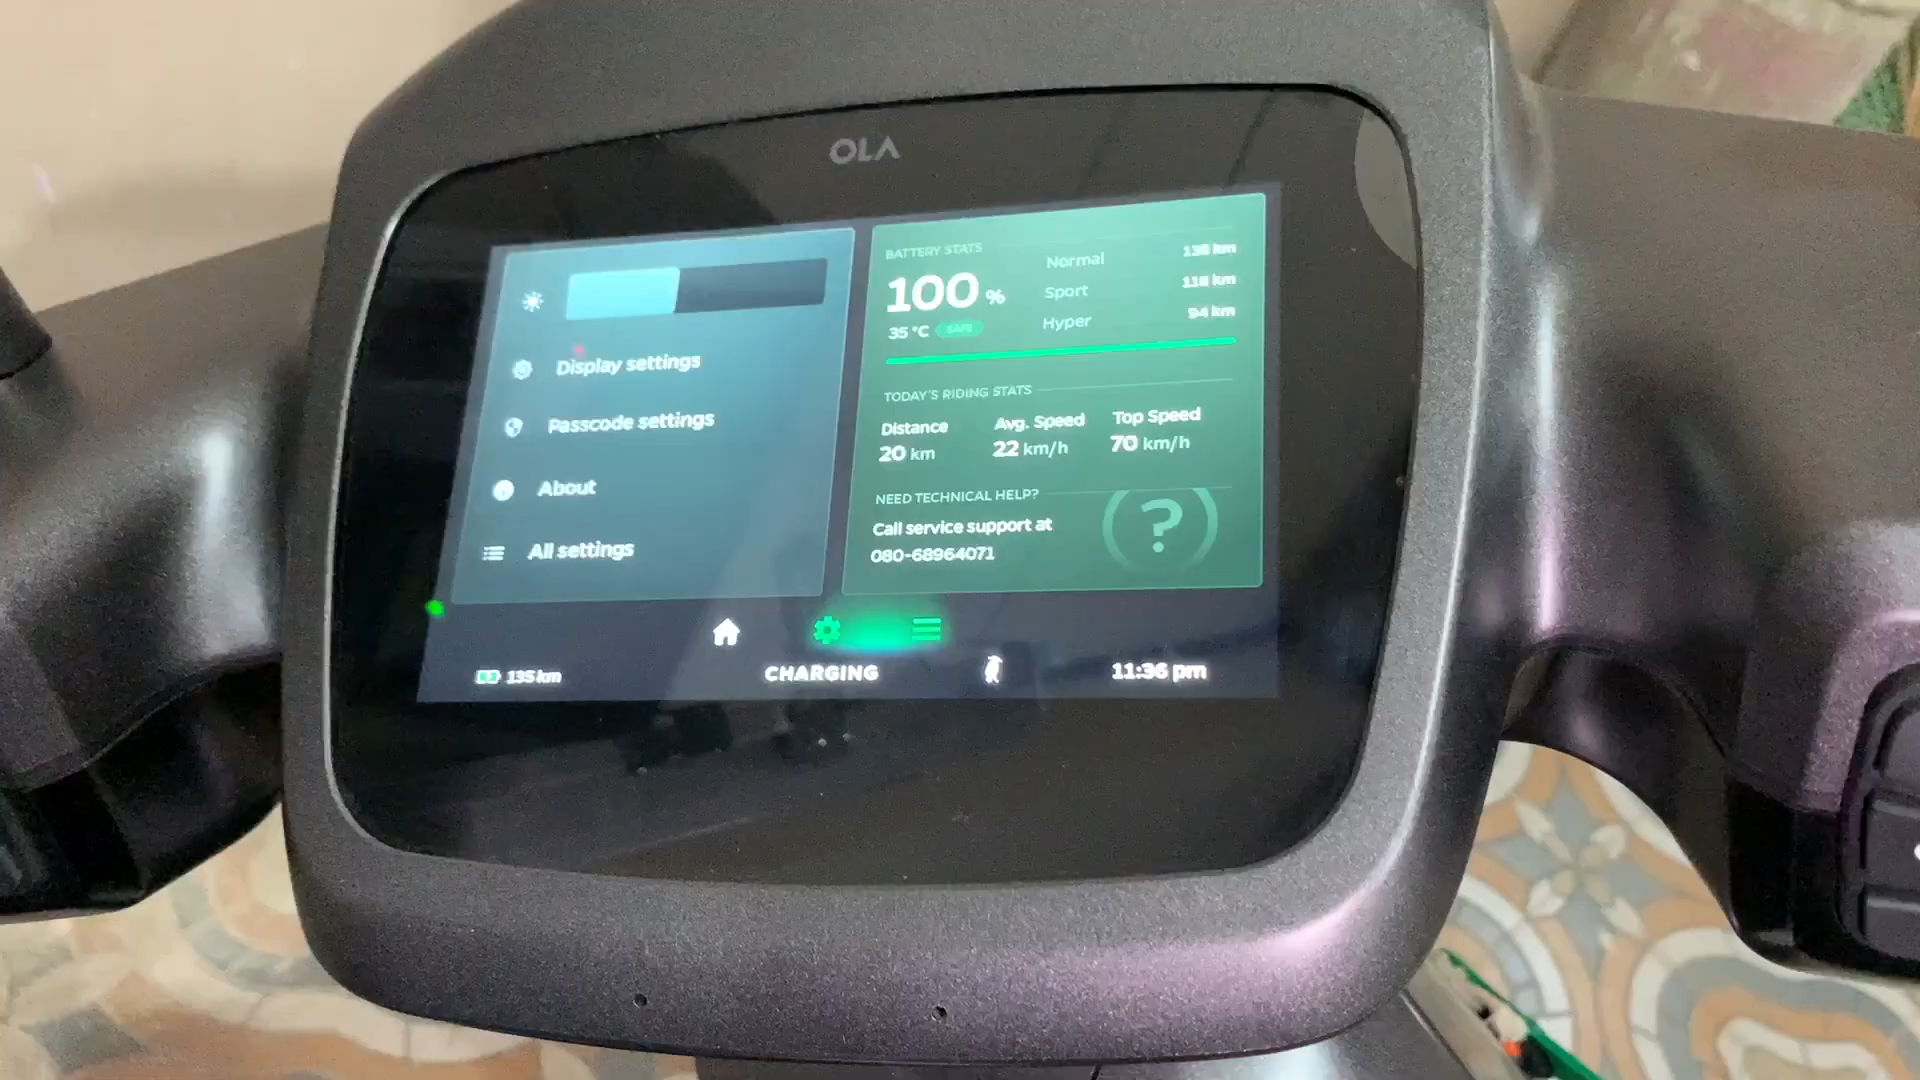 OLA
Display settings
Passcode settings
About
All settings
BATTERY STATS
100 %
35 °C SAFE
Normal 135 km
Sport 118 km
Hyper 94 km
TODAY'S RIDING STATS
Distance Avg. Speed Top Speed
20 km 22 km/h 70 km/h
NEED TECHNICAL HELP?
Call service support at
080-68964071
?
135 km CHARGING 11:36 pm